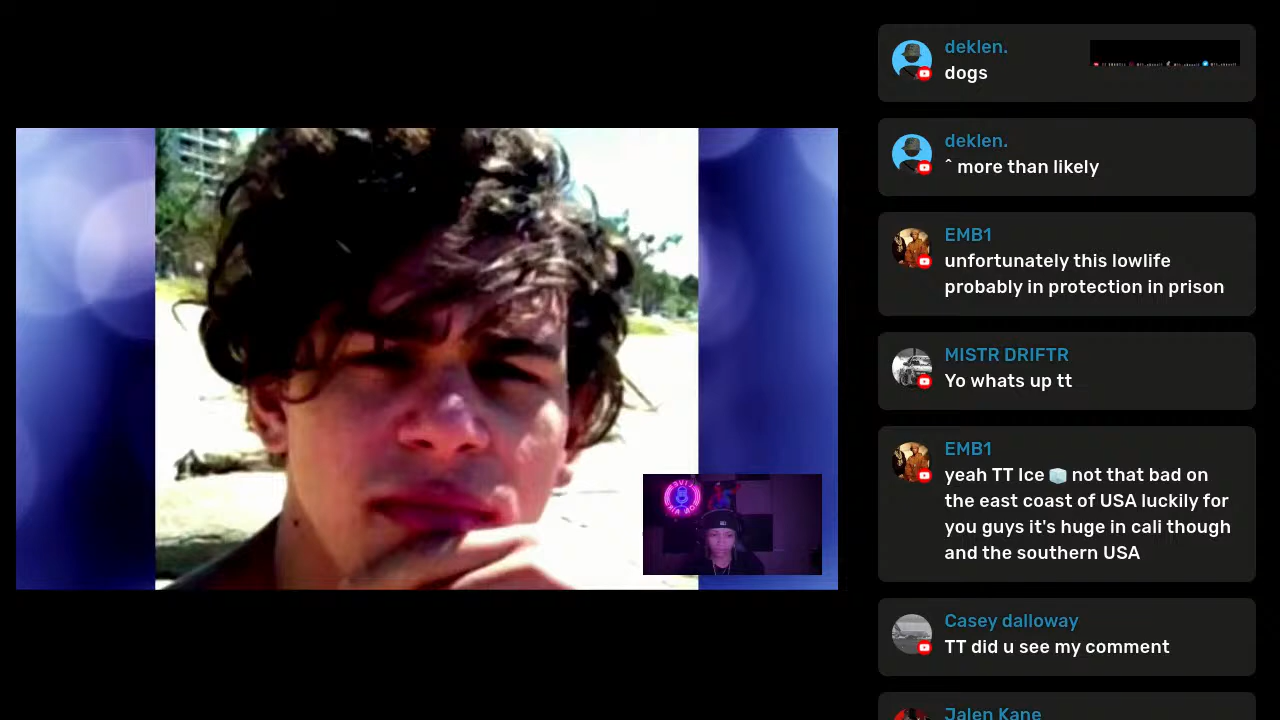 deklen.
dogs
deklen.
^ more than likely
EMB1
unfortunately this lowlife
probably in protection in prison
MISTR DRIFTR
Yo whats up tt
EMB1
yeah TT Ice 🧊 not that bad on
the east coast of USA luckily for
you guys it's huge in cali though
and the southern USA
Casey dalloway
TT did u see my comment
Jalen Kane